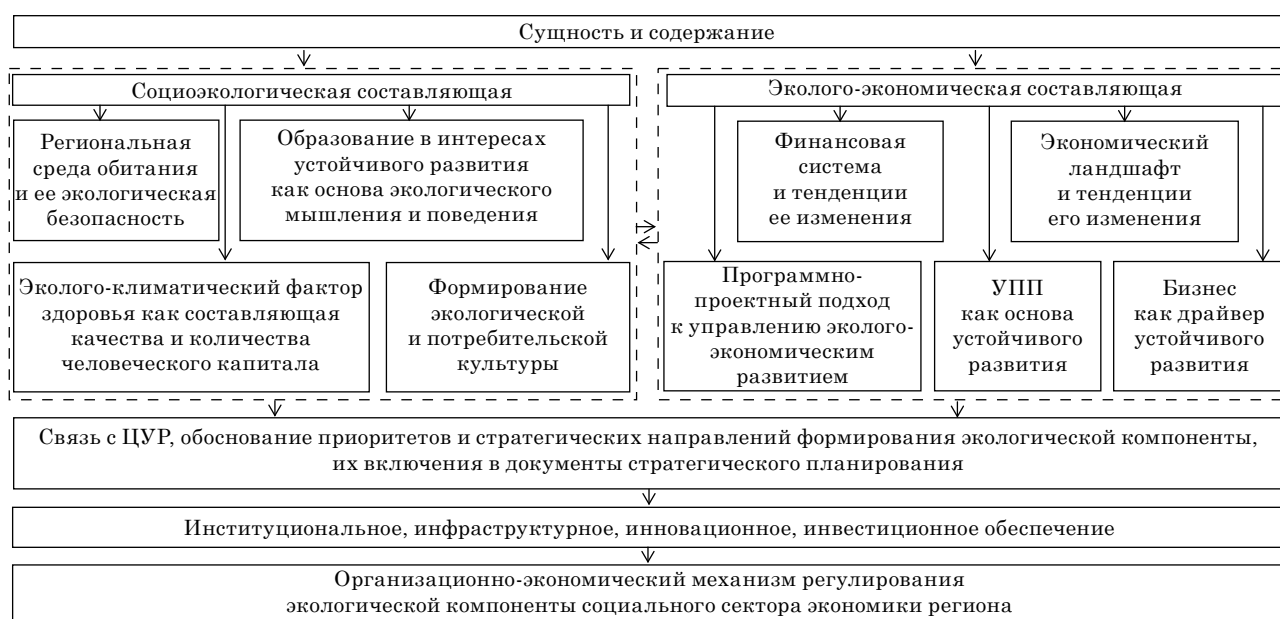 Сущность и содержание
Социоэкологическая составляющая
Региональная
среда обитания
и ее экологическая
безопасность
Образование в интересах
устойчивого развития
как основа экологического
мышления и поведения
Эколого-климатический фактор
здоровья как составляющая
качества и количества
человеческого капитала
Формирование
экологической
и потребительской
культуры
Эколого-экономическая составляющая
Финансовая
система
и тенденции
ее изменения
Экономический
ландшафт
и тенденции
его изменения
Программно-
проектный подход
к управлению эколого-
экономическим
развитием
УПП
как основа
устойчивого
развития
Бизнес
как драйвер
устойчивого
развития
Связь с ЦУР, обоснование приоритетов и стратегических направлений формирования экологической компоненты,
их включения в документы стратегического планирования
Институциональное, инфраструктурное, инновационное, инвестиционное обеспечение
Организационно-экономический механизм регулирования
экологической компоненты социального сектора экономики региона